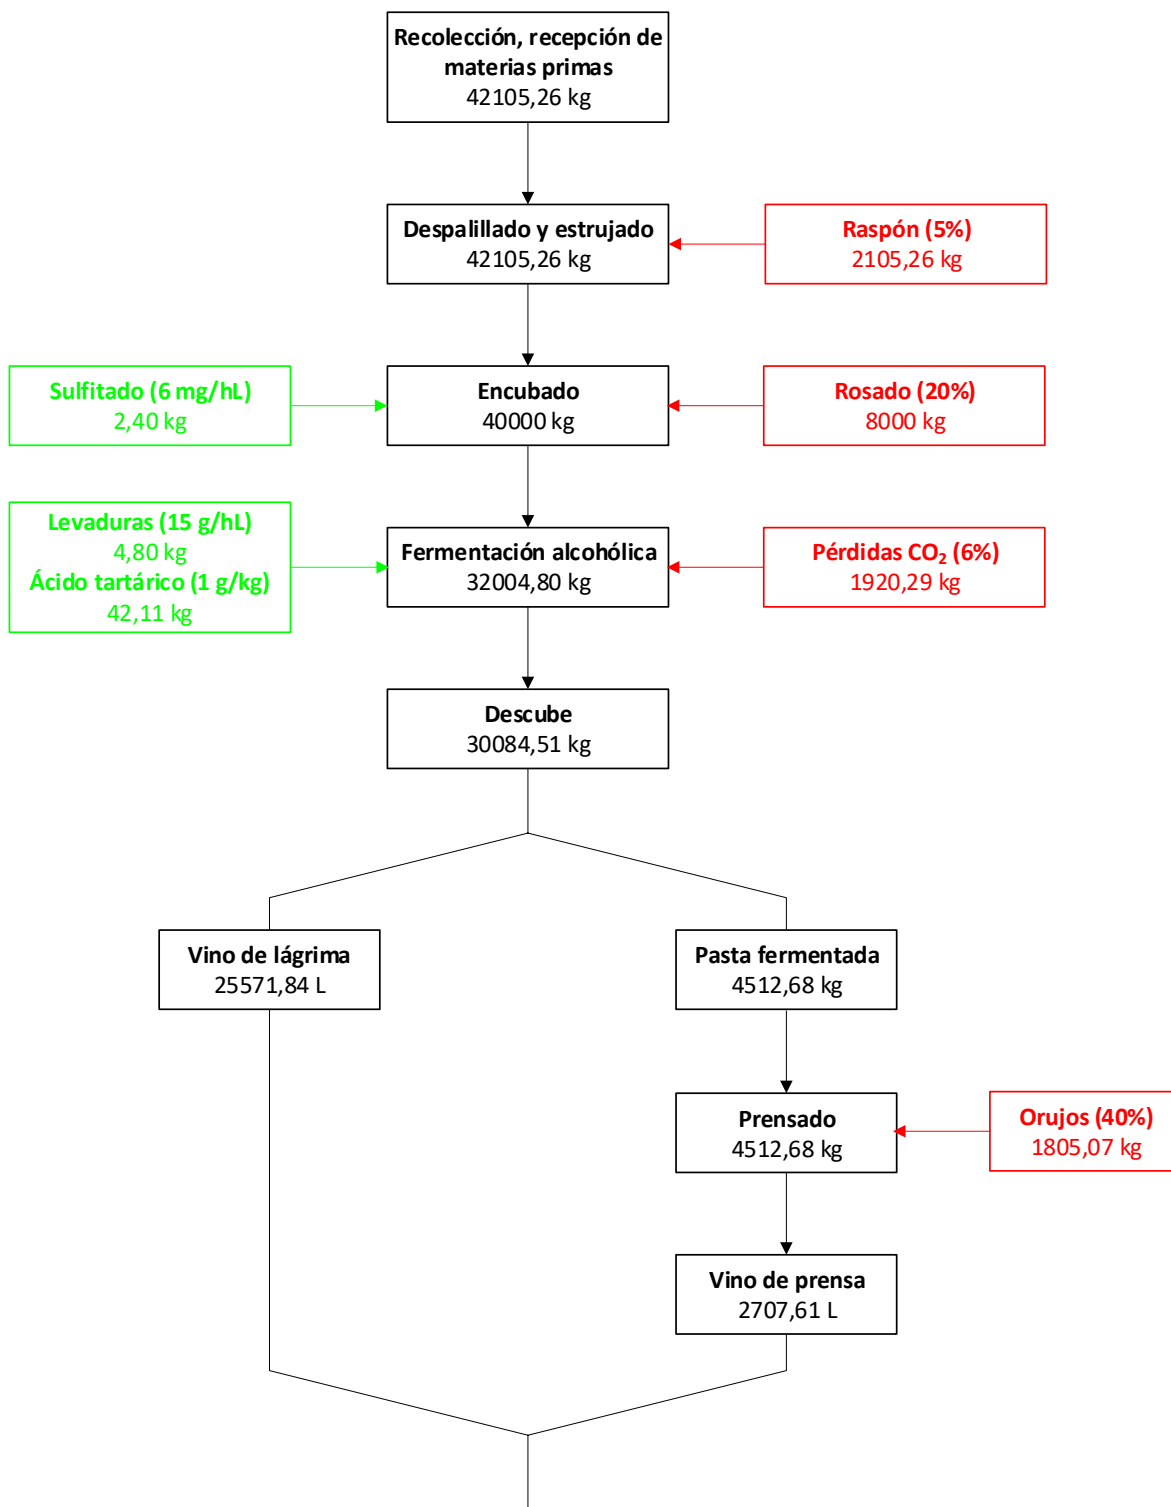 Recolección, recepción de
materias primas
42105,26 kg
Despalillado y estrujado
42105,26 kg
Raspón (5%)
2105,26 kg
Sulfitado (6 mg/hL)
2,40 kg
Encubado
40000 kg
Rosado (20%)
8000 kg
Levaduras (15 g/hL)
4,80 kg
Ácido tartárico (1 g/kg)
42,11 kg
Fermentación alcohólica
32004,80 kg
Pérdidas CO₂ (6%)
1920,29 kg
Descube
30084,51 kg
Vino de lágrima
25571,84 L
Pasta fermentada
4512,68 kg
Prensado
4512,68 kg
Orujos (40%)
1805,07 kg
Vino de prensa
2707,61 L